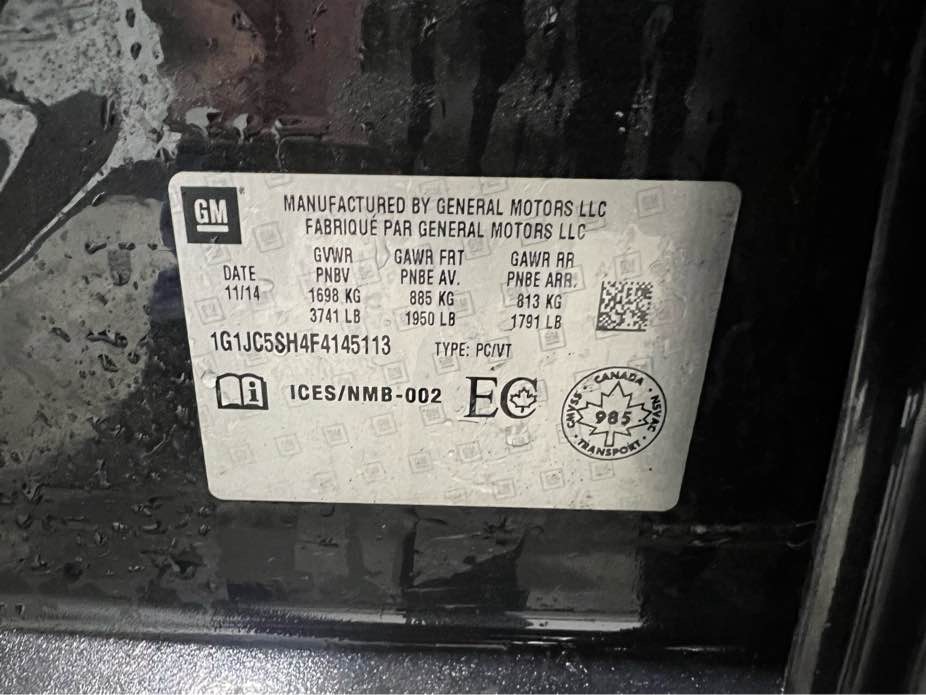 GM
MANUFACTURED BY GENERAL MOTORS LLC
FABRIQUÉ PAR GENERAL MOTORS LLC
GVWR GAWR FRT GAWR RR
DATE PNBV PNBE AV. PNBE ARR.
11/14 1698 KG 885 KG 813 KG
3741 LB 1950 LB 1791 LB
1G1JC5SH4F4145113 TYPE: PC/VT
i ICES/NMB-002 EC
CANADA
CMVSS 985 NSVAC
TRANSPORT